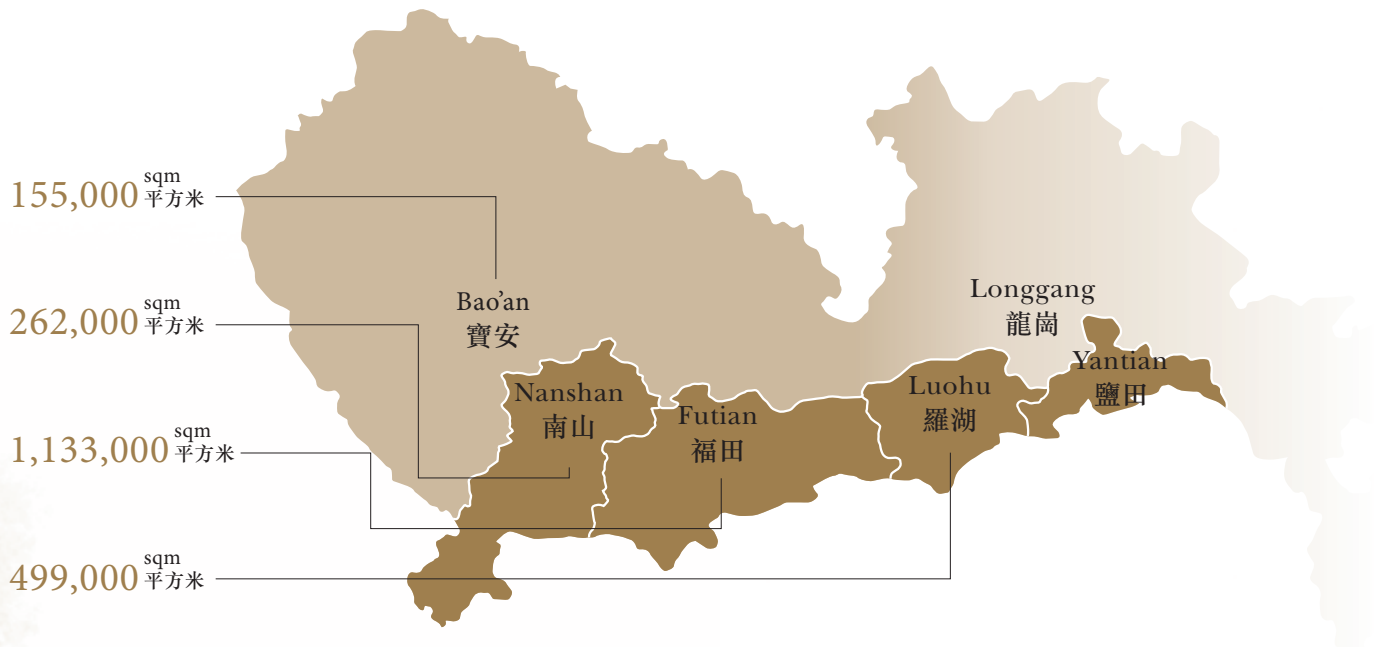 155,000 sqm
平方米
262,000 sqm
平方米
1,133,000 sqm
平方米
499,000 sqm
平方米
Bao’an
寶安
Nanshan
南山
Futian
福田
Luohu
羅湖
Longgang
龍崗
Yantian
鹽田